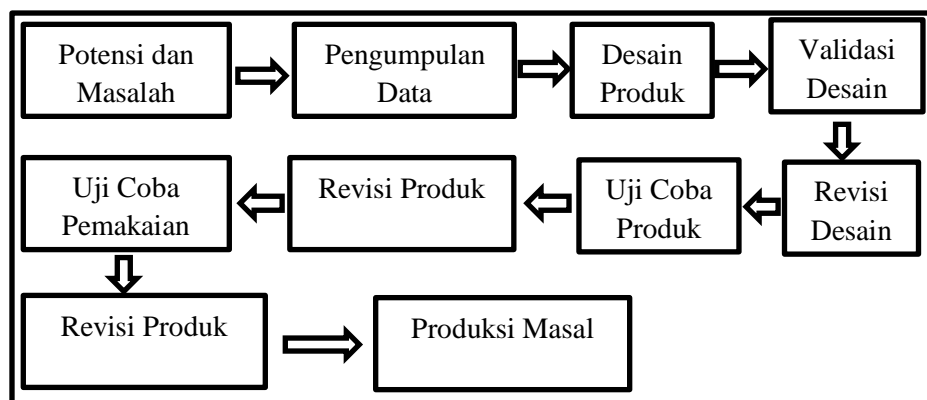 Potensi dan
Masalah
Pengumpulan
Data
Desain
Produk
Validasi
Desain
Revisi
Desain
Uji Coba
Produk
Revisi Produk
Uji Coba
Pemakaian
Revisi Produk
Produksi Masal